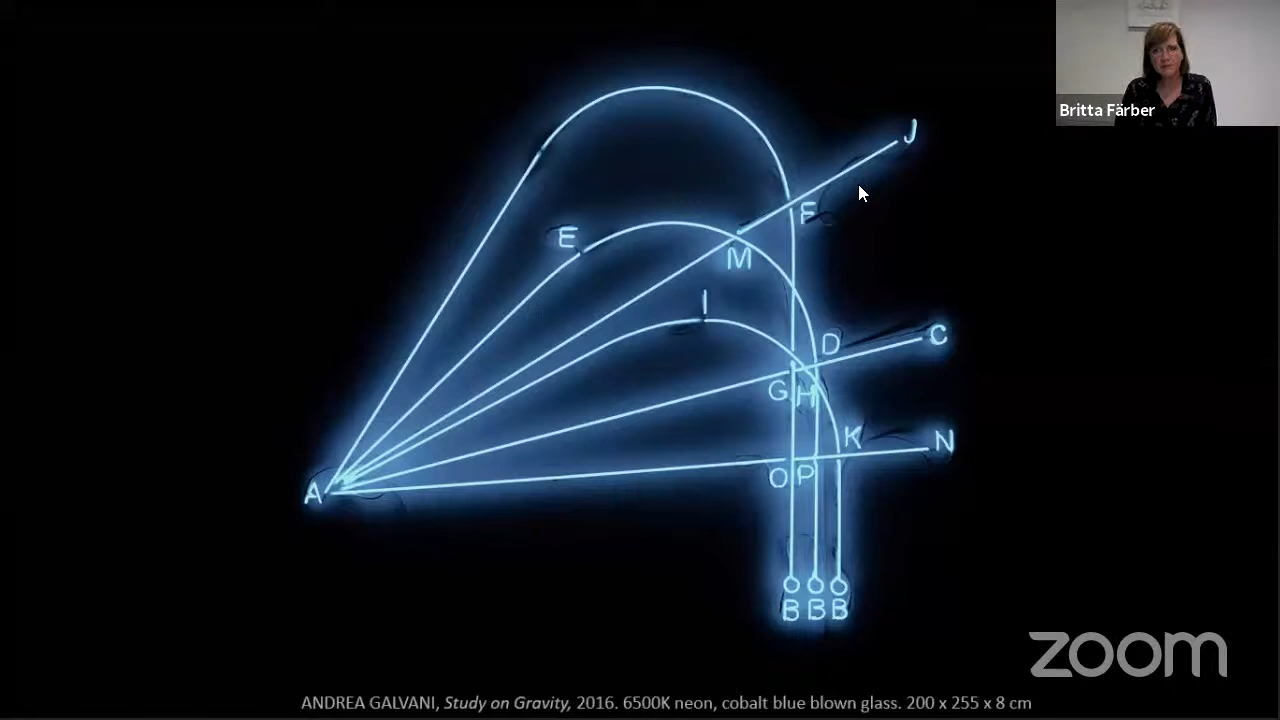 Britta Färber
J
F
E
M
I
D
C
G H
K
N
O P
A
B B B
zoom
ANDREA GALVANI, Study on Gravity, 2016. 6500K neon, cobalt blue blown glass. 200 x 255 x 8 cm